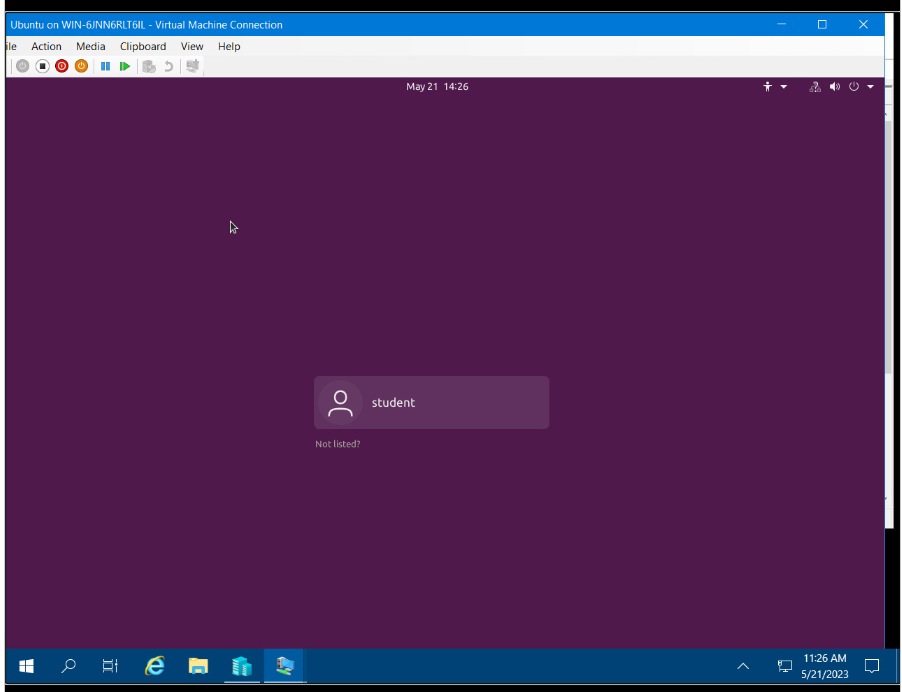 Ubuntu on WIN-6JNN6RLT6IL - Virtual Machine Connection
ile Action Media Clipboard View Help
May 21 14:26
student
Not listed?
11:26 AM
5/21/2023